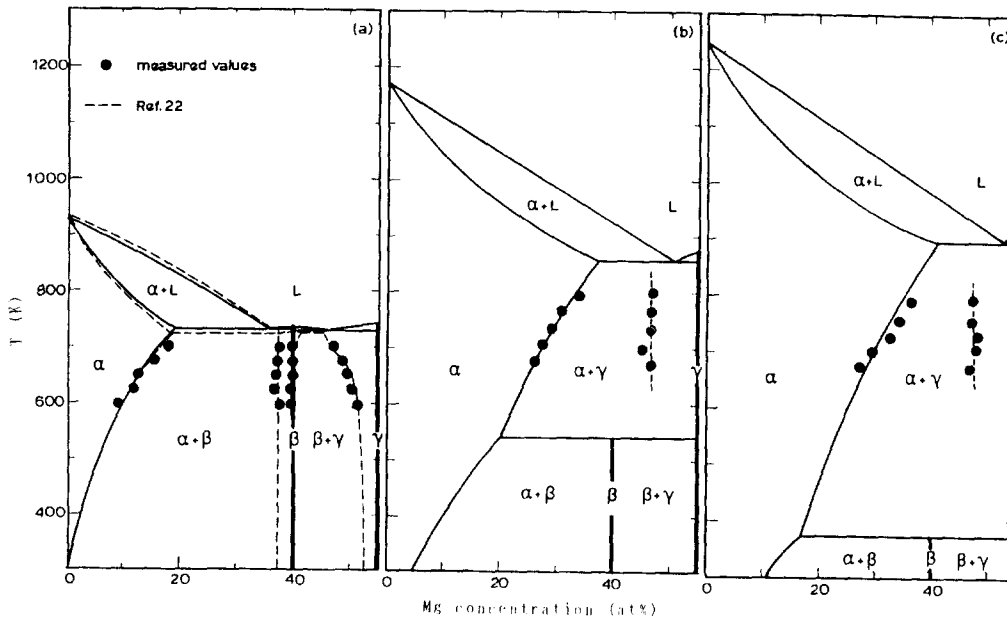 (a)
(b)
(c)
1200
1000
800
600
400
T (K)
● measured values
--- Ref. 22
α+L
L
α
α+β
β
β+γ
γ
0
20
40
α+L
L
α
α+γ
γ
α+β
β
β+γ
0
20
40
α+L
L
α
α+γ
α+β
β
β+γ
0
20
40
Mg concentration (at%)